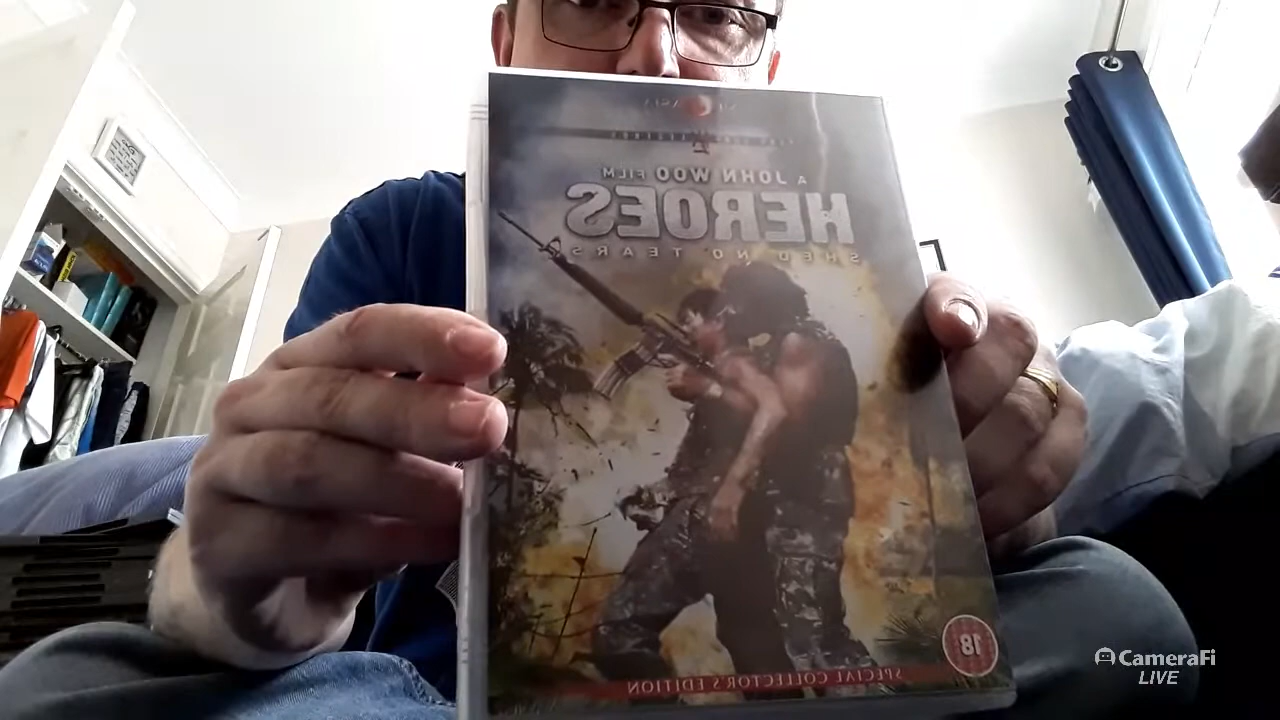 A JOHN WOO FILM
HEROES
SHED NO TEARS
18
SPECIAL COLLECTOR'S EDITION
CameraFi
LIVE